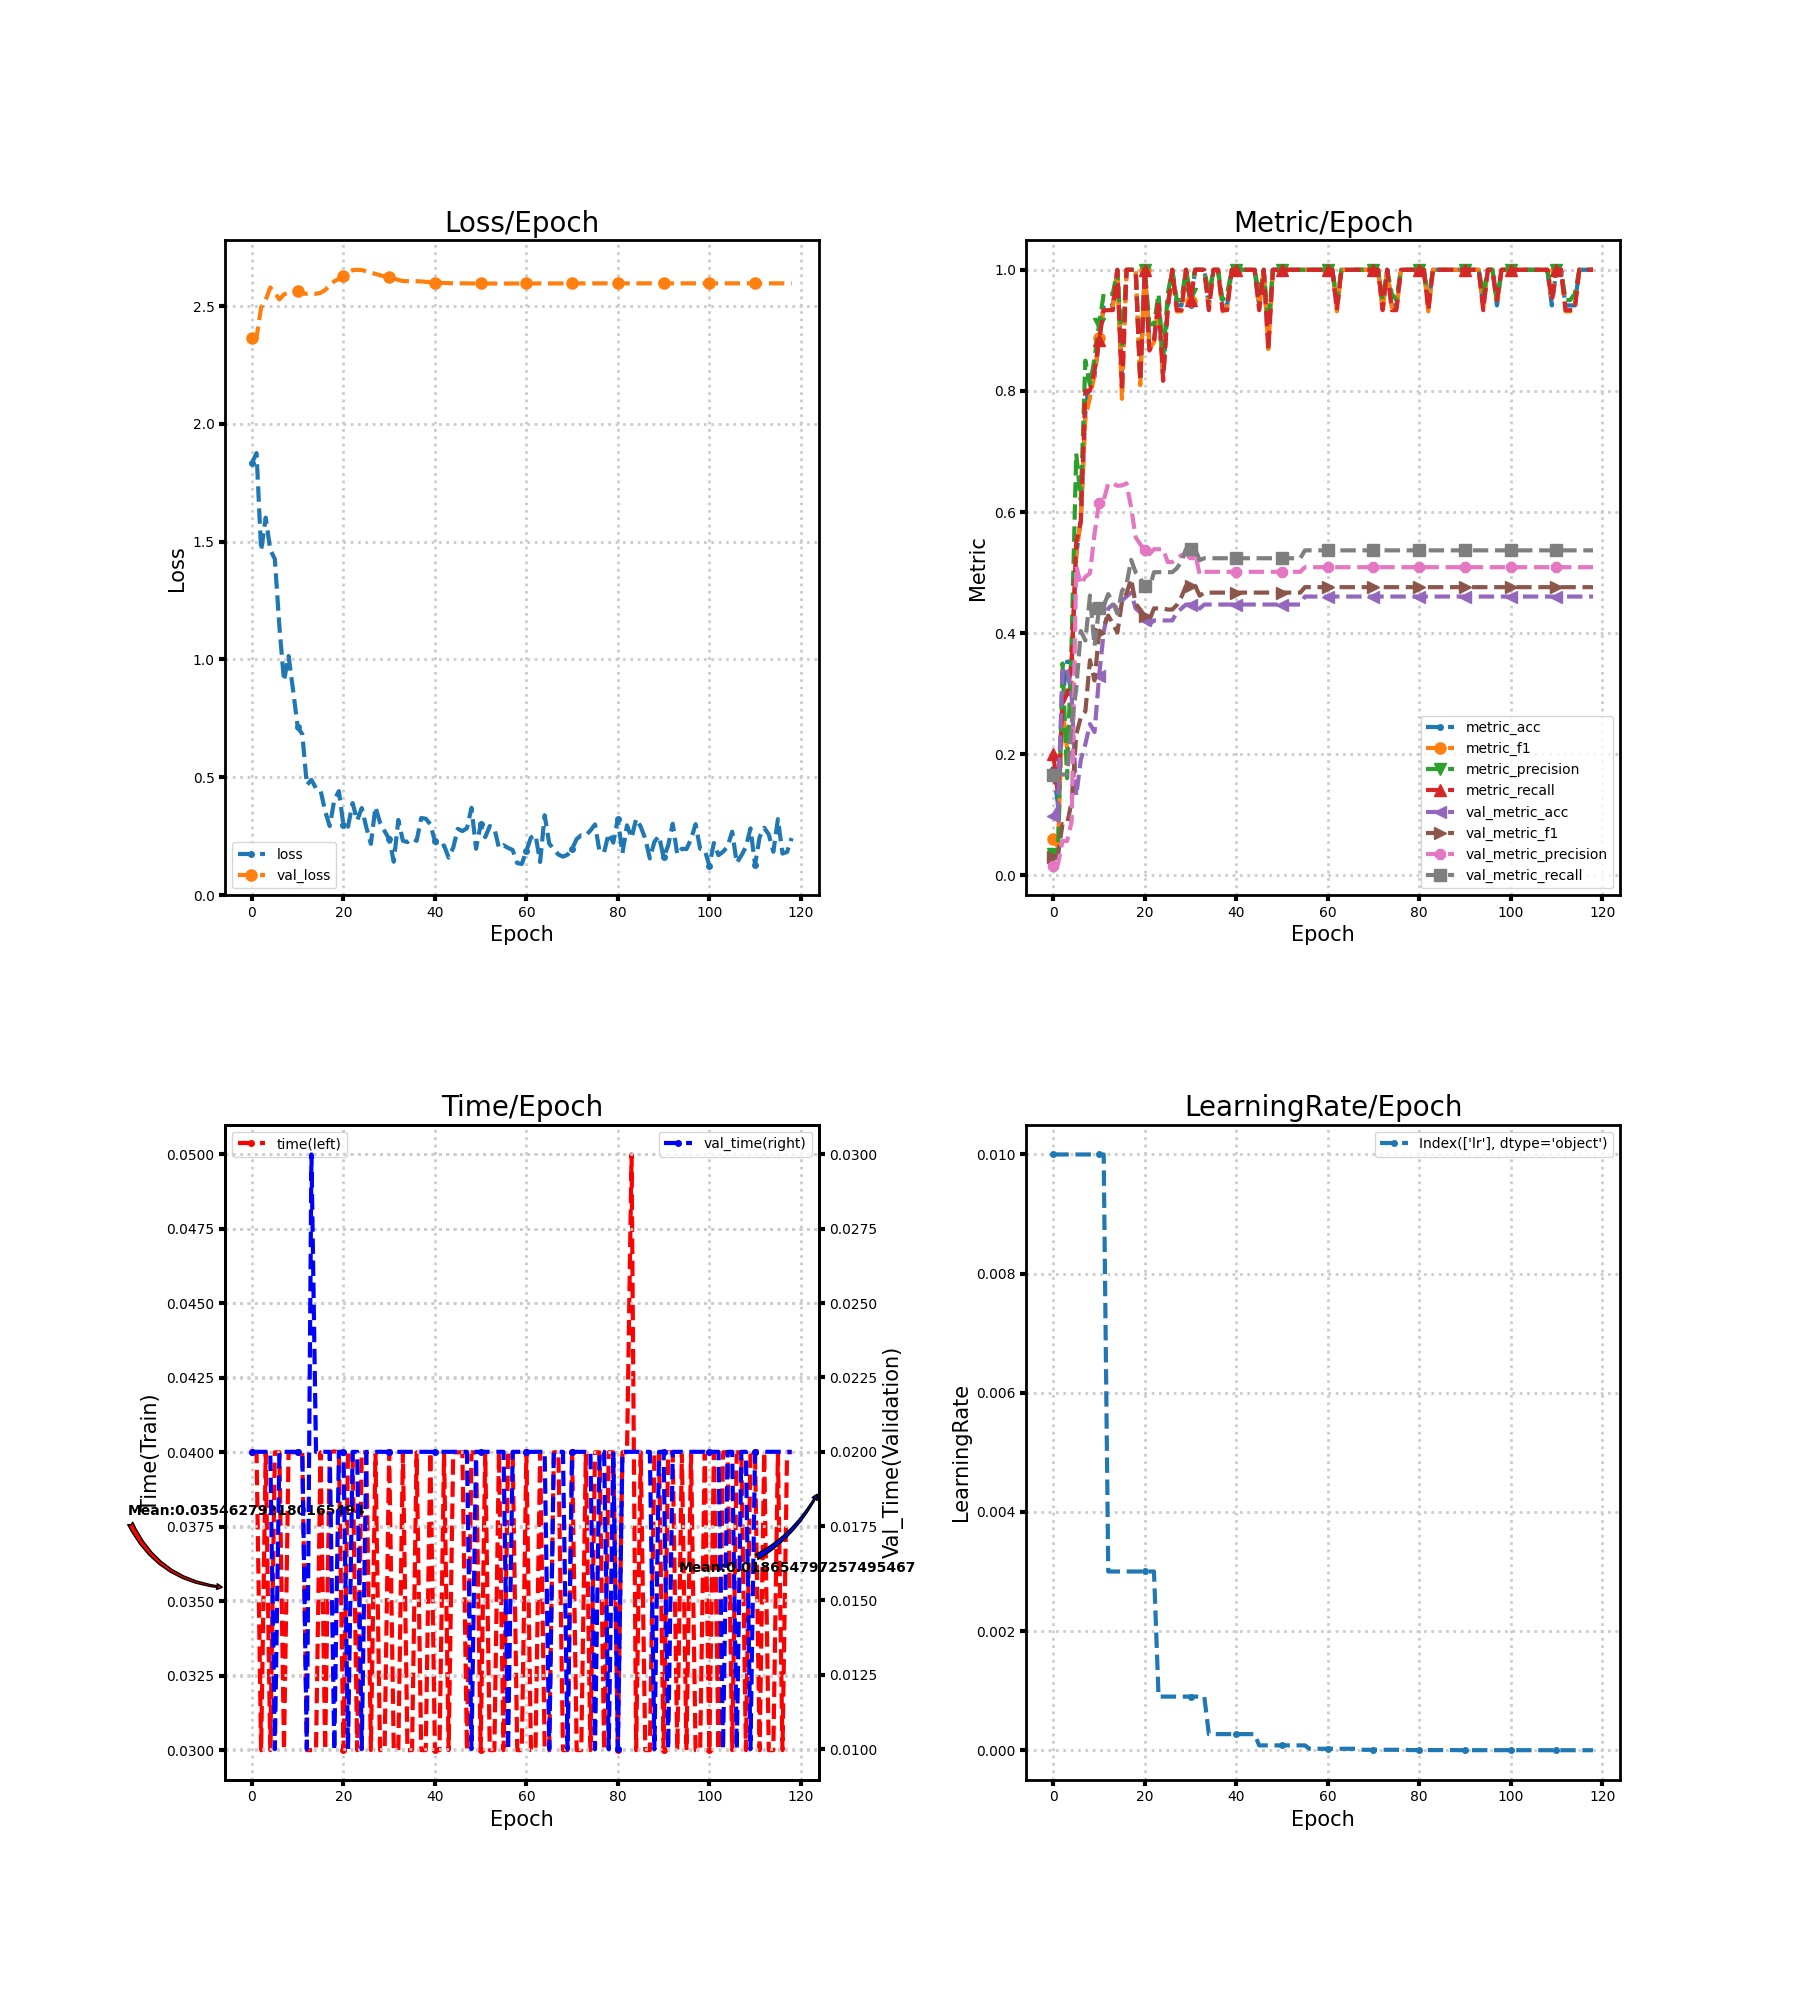 Loss/Epoch
Loss
2.5
2.0
1.5
1.0
0.5
0.0
loss
val_loss
0 20 40 60 80 100 120
Epoch
Metric/Epoch
Metric
1.0
0.8
0.6
0.4
0.2
0.0
metric_acc
metric_f1
metric_precision
metric_recall
val_metric_acc
val_metric_f1
val_metric_precision
val_metric_recall
0 20 40 60 80 100 120
Epoch
Time/Epoch
time(left)
val_time(right)
Time(Train)
0.0500
0.0475
0.0450
0.0425
0.0400
0.0375
0.0350
0.0325
0.0300
0.0300
0.0275
0.0250
0.0225
0.0200
0.0175
0.0150
0.0125
0.0100
Val_Time(Validation)
Mean:0.018654797257495467
0 20 40 60 80 100 120
Epoch
LearningRate/Epoch
Index(['lr'], dtype='object')
LearningRate
0.010
0.008
0.006
0.004
0.002
0.000
0 20 40 60 80 100 120
Epoch